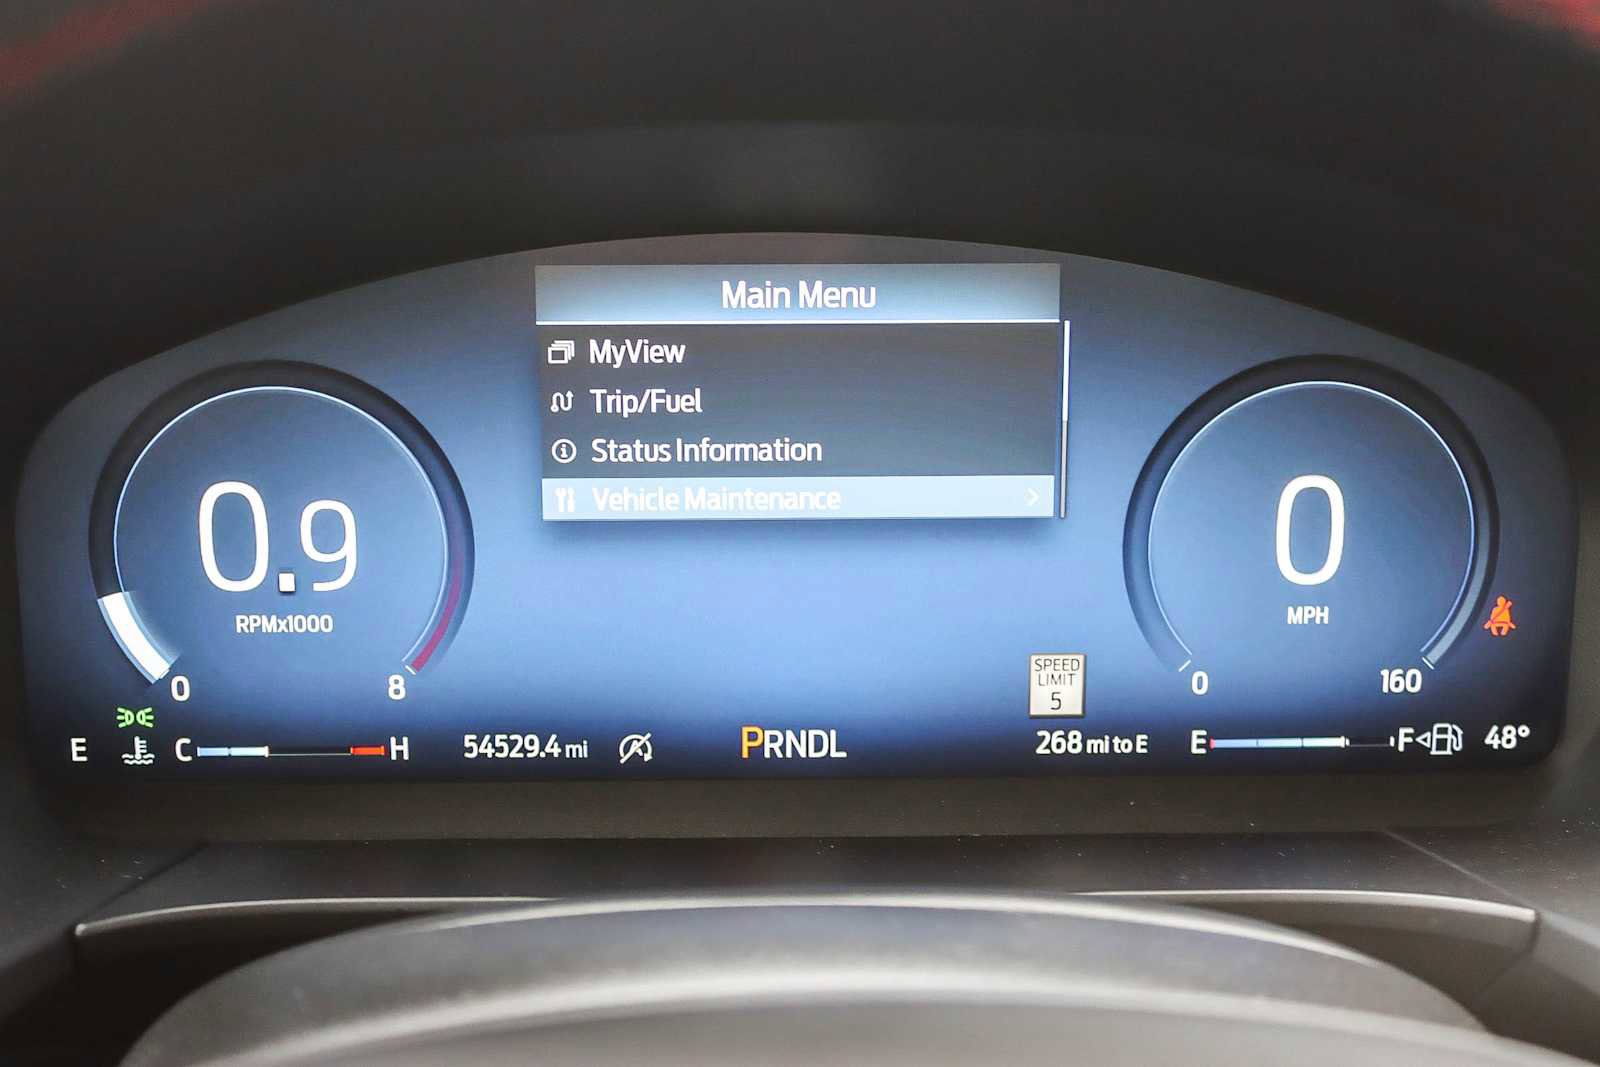 Main Menu
MyView
Trip/Fuel
Status Information
Vehicle Maintenance
0.9
RPMx1000
0 8
0
MPH
0 160
SPEED
LIMIT
5
E C H 54529.4 mi PRNDL 268 mi to E E F 48°